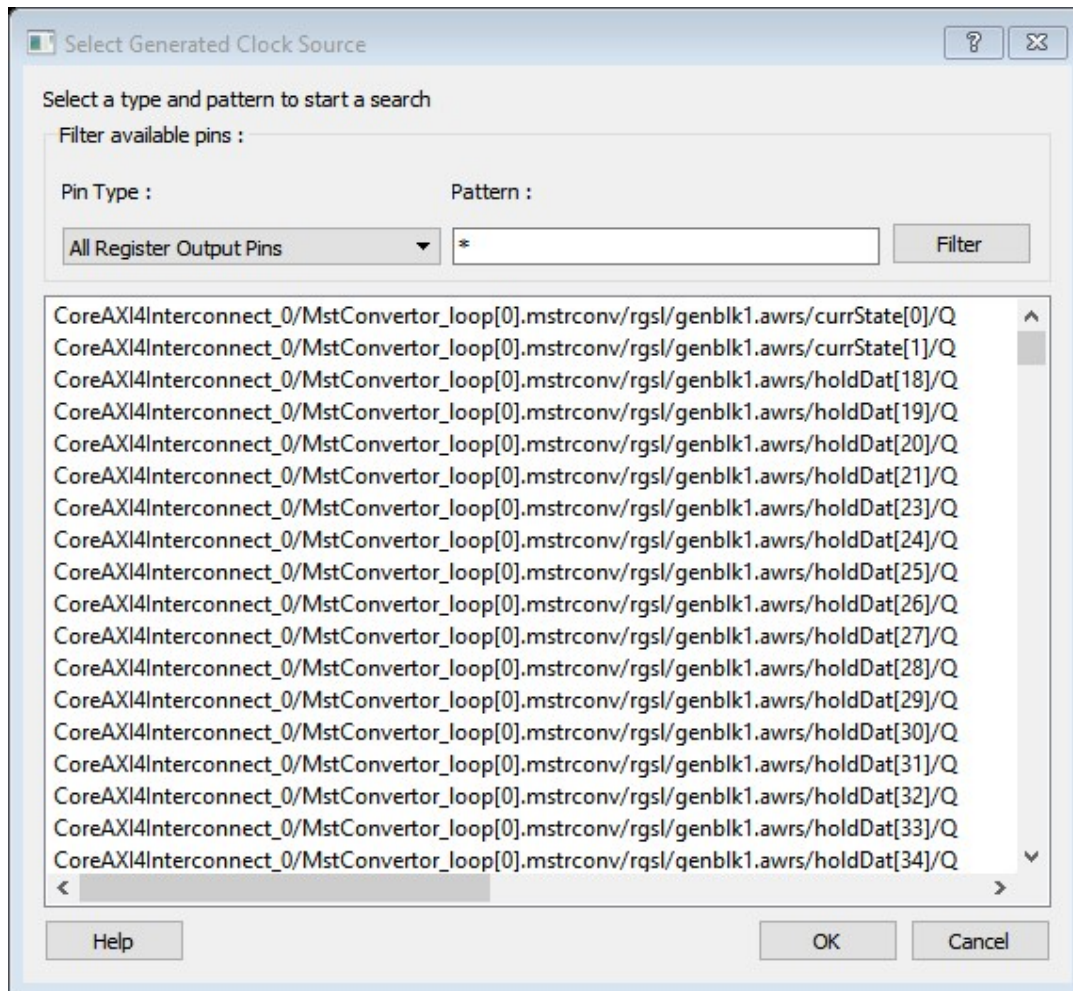 Select Generated Clock Source
Select a type and pattern to start a search
Filter available pins :
Pin Type :
Pattern :
All Register Output Pins
*
Filter
CoreAXI4Interconnect_0/MstConvertor_loop[0].mstrconv/rgsl/genblk1.awrs/currState[0]/Q
CoreAXI4Interconnect_0/MstConvertor_loop[0].mstrconv/rgsl/genblk1.awrs/currState[1]/Q
CoreAXI4Interconnect_0/MstConvertor_loop[0].mstrconv/rgsl/genblk1.awrs/holdDat[18]/Q
CoreAXI4Interconnect_0/MstConvertor_loop[0].mstrconv/rgsl/genblk1.awrs/holdDat[19]/Q
CoreAXI4Interconnect_0/MstConvertor_loop[0].mstrconv/rgsl/genblk1.awrs/holdDat[20]/Q
CoreAXI4Interconnect_0/MstConvertor_loop[0].mstrconv/rgsl/genblk1.awrs/holdDat[21]/Q
CoreAXI4Interconnect_0/MstConvertor_loop[0].mstrconv/rgsl/genblk1.awrs/holdDat[23]/Q
CoreAXI4Interconnect_0/MstConvertor_loop[0].mstrconv/rgsl/genblk1.awrs/holdDat[24]/Q
CoreAXI4Interconnect_0/MstConvertor_loop[0].mstrconv/rgsl/genblk1.awrs/holdDat[25]/Q
CoreAXI4Interconnect_0/MstConvertor_loop[0].mstrconv/rgsl/genblk1.awrs/holdDat[26]/Q
CoreAXI4Interconnect_0/MstConvertor_loop[0].mstrconv/rgsl/genblk1.awrs/holdDat[27]/Q
CoreAXI4Interconnect_0/MstConvertor_loop[0].mstrconv/rgsl/genblk1.awrs/holdDat[28]/Q
CoreAXI4Interconnect_0/MstConvertor_loop[0].mstrconv/rgsl/genblk1.awrs/holdDat[29]/Q
CoreAXI4Interconnect_0/MstConvertor_loop[0].mstrconv/rgsl/genblk1.awrs/holdDat[30]/Q
CoreAXI4Interconnect_0/MstConvertor_loop[0].mstrconv/rgsl/genblk1.awrs/holdDat[31]/Q
CoreAXI4Interconnect_0/MstConvertor_loop[0].mstrconv/rgsl/genblk1.awrs/holdDat[32]/Q
CoreAXI4Interconnect_0/MstConvertor_loop[0].mstrconv/rgsl/genblk1.awrs/holdDat[33]/Q
CoreAXI4Interconnect_0/MstConvertor_loop[0].mstrconv/rgsl/genblk1.awrs/holdDat[34]/Q
Help
OK
Cancel